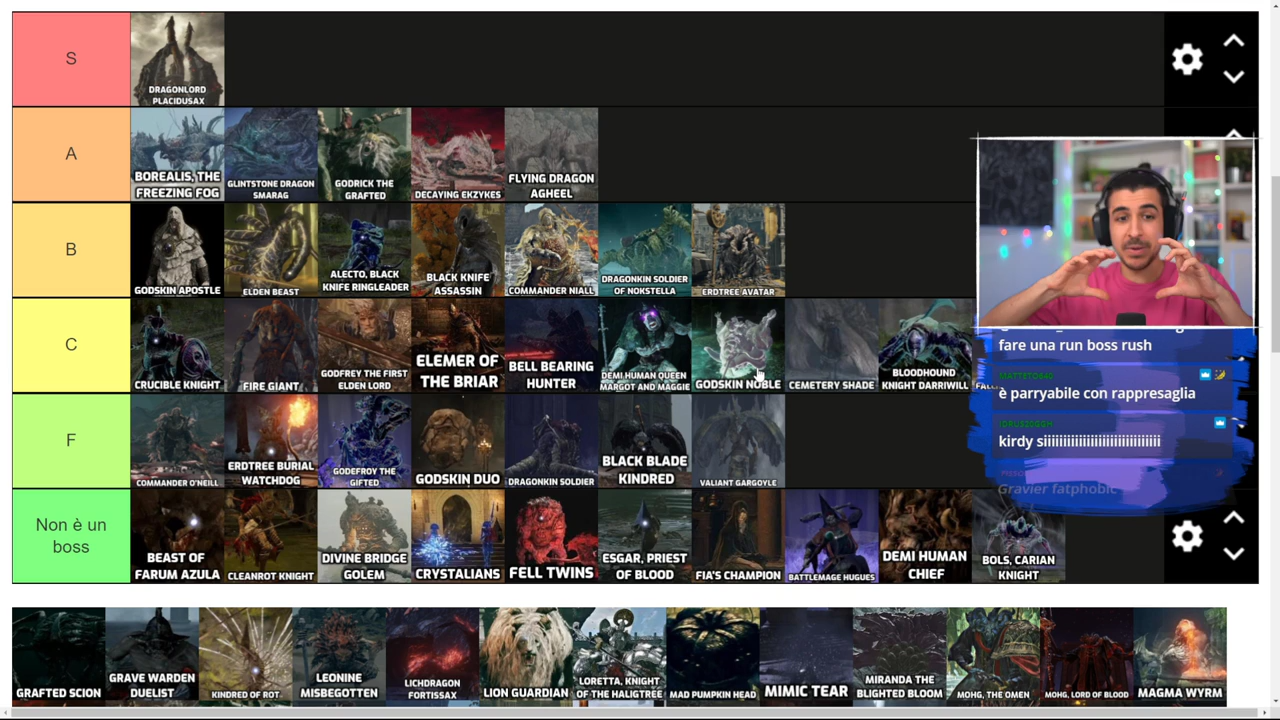 S
DRAGONLORD
PLACIDUSAX
A
BOREALIS, THE
FREEZING FOG
GLINTSTONE DRAGON
SMARAG
GODRICK THE
GRAFTED
DECAYING EKZYKES
FLYING DRAGON
AGHEEL
B
GODSKIN APOSTLE
ELDEN BEAST
ALECTO, BLACK
KNIFE RINGLEADER
BLACK KNIFE
ASSASSIN
COMMANDER NIALL
DRAGONKIN SOLDIER
OF NOKSTELLA
ERDTREE AVATAR
C
CRUCIBLE KNIGHT
FIRE GIANT
GODFREY THE FIRST
ELDEN LORD
ELEMER OF
THE BRIAR
BELL BEARING
HUNTER
DEMI HUMAN QUEEN
MARGOT AND MAGGIE
GODSKIN NOBLE
CEMETERY SHADE
BLOODHOUND
KNIGHT DARRIWILL
fare una run boss rush
è parryabile con rappresaglia
kirdy siiiiiiiiiiiiiiiiiiiiiiiiiiiiii
Gravier fatphobic
F
COMMANDER O'NEILL
ERDTREE BURIAL
WATCHDOG
GODEFROY THE
GIFTED
GODSKIN DUO
DRAGONKIN SOLDIER
BLACK BLADE
KINDRED
VALIANT GARGOYLE
Non è un
boss
BEAST OF
FARUM AZULA
CLEANROT KNIGHT
DIVINE BRIDGE
GOLEM
CRYSTALIANS
FELL TWINS
ESGAR, PRIEST
OF BLOOD
FIA'S CHAMPION
BATTLEMAGE HUGUES
DEMI HUMAN
CHIEF
BOLS, CARIAN
KNIGHT
GRAFTED SCION
GRAVE WARDEN
DUELIST
KINDRED OF ROT
LEONINE
MISBEGOTTEN
LICHDRAGON
FORTISSAX
LION GUARDIAN
LORETTA, KNIGHT
OF THE HALIGTREE
MAD PUMPKIN HEAD
MIMIC TEAR
MIRANDA THE
BLIGHTED BLOOM
MOHG, THE OMEN
MOHG, LORD OF BLOOD
MAGMA WYRM